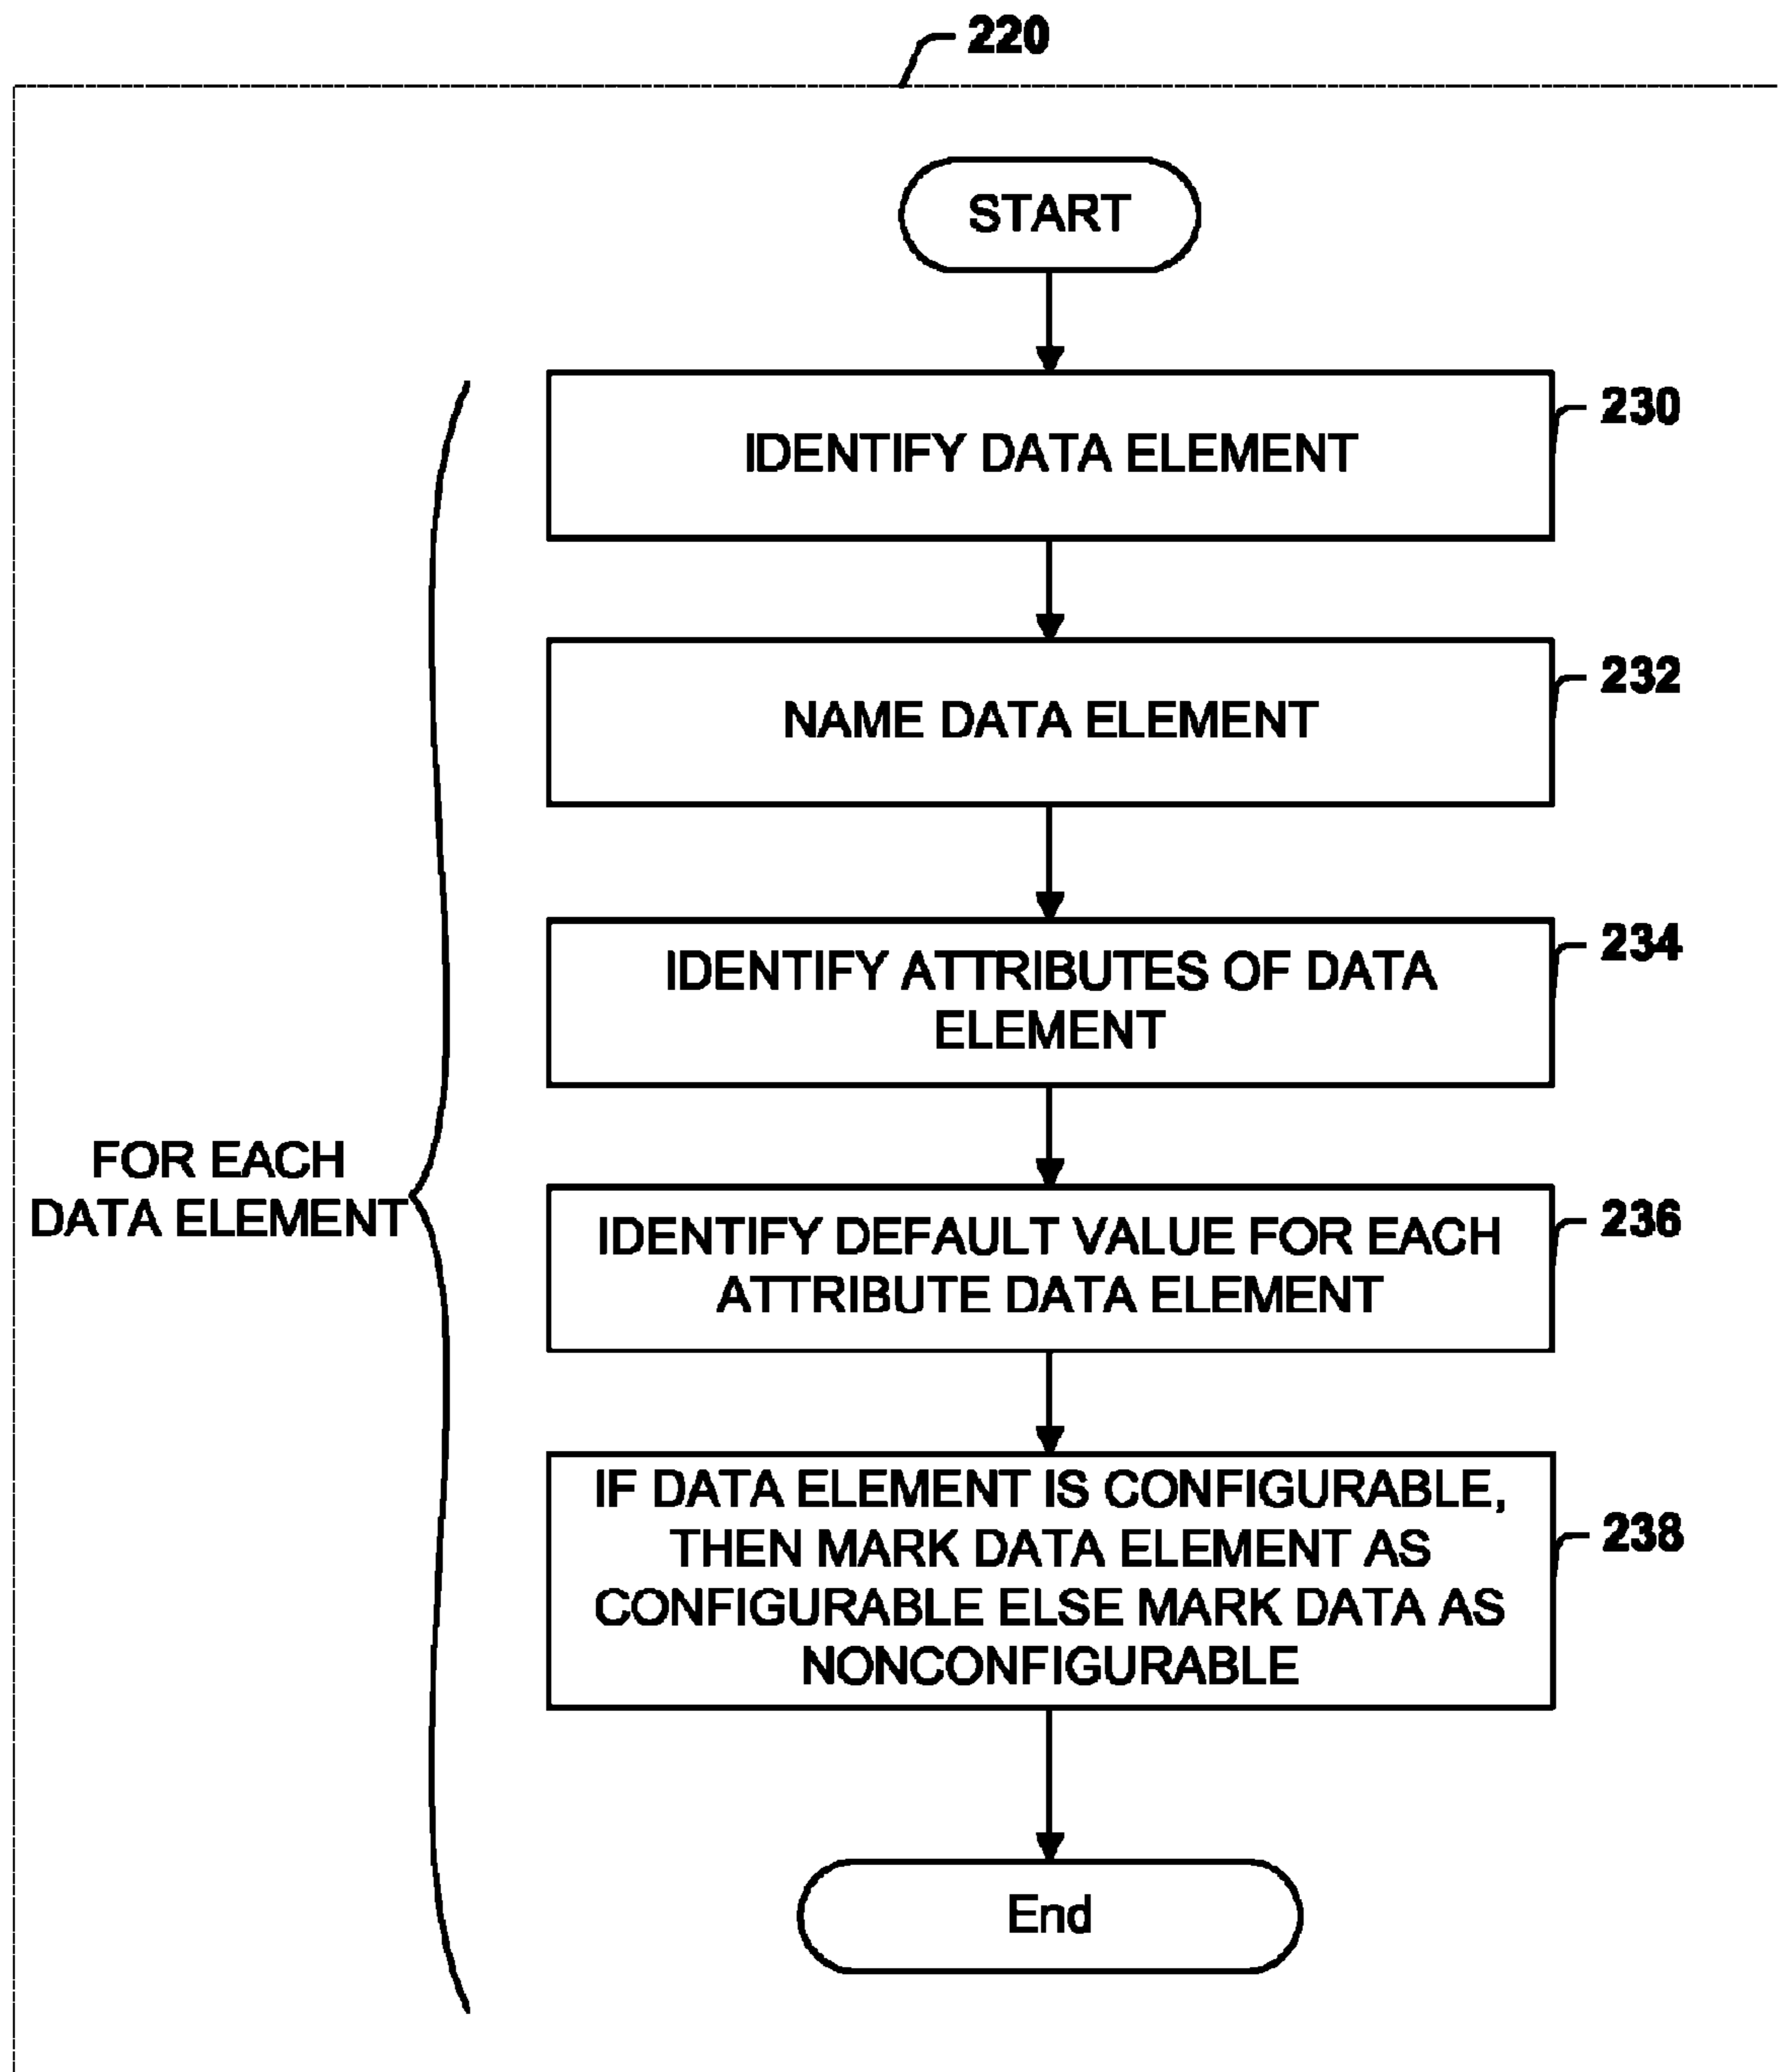 220
START
230
IDENTIFY DATA ELEMENT
232
NAME DATA ELEMENT
234
IDENTIFY ATTRIBUTES OF DATA
ELEMENT
FOR EACH
DATA ELEMENT
236
IDENTIFY DEFAULT VALUE FOR EACH
ATTRIBUTE DATA ELEMENT
238
IF DATA ELEMENT IS CONFIGURABLE,
THEN MARK DATA ELEMENT AS
CONFIGURABLE ELSE MARK DATA AS
NONCONFIGURABLE
End